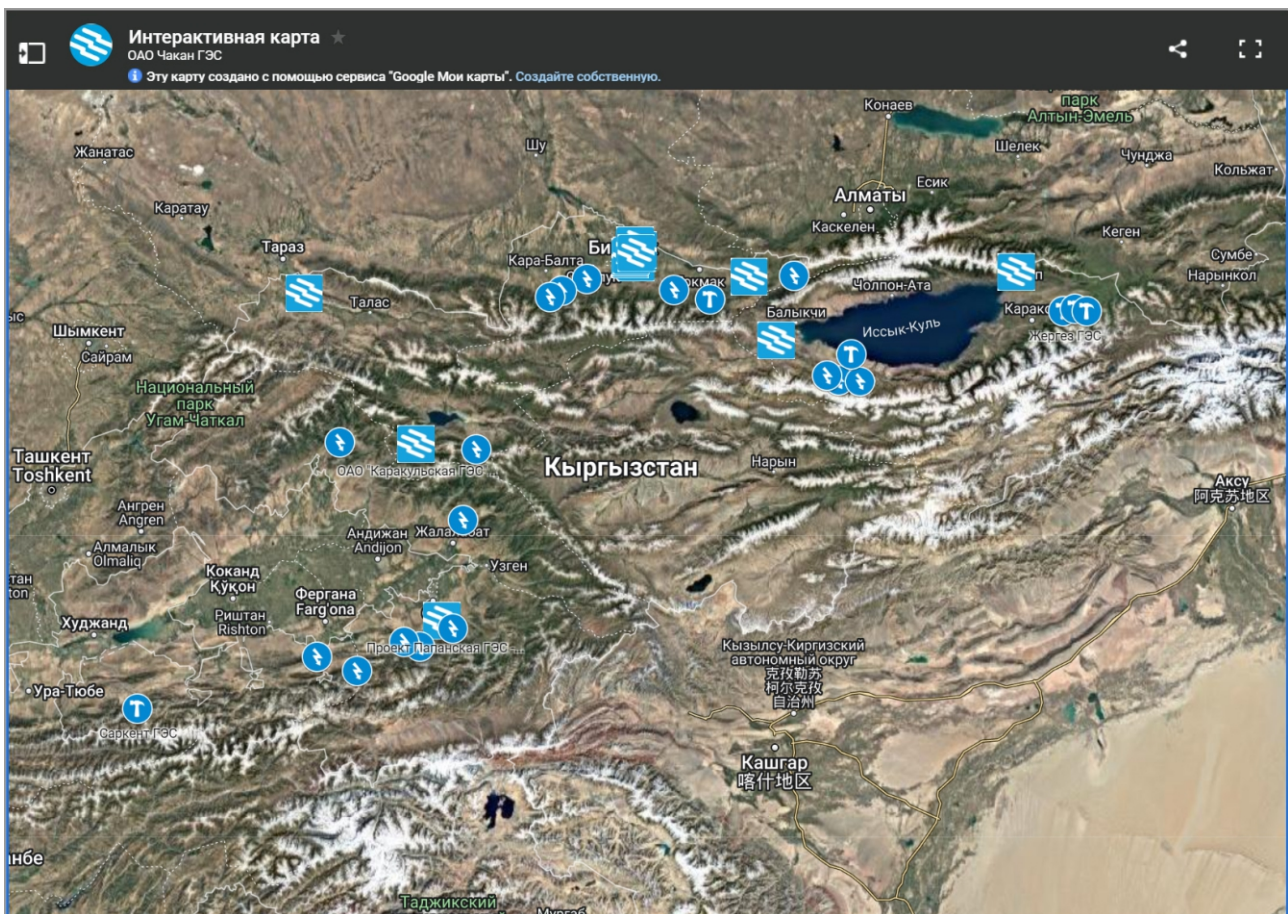 Интерактивная карта
ОАО Чакан ГЭС
Эту карту создано с помощью сервиса "Google Мои карты". Создайте собственную.
Конаев
парк
Алтын-Эмель
Жанатас
Шу
Шелек
Чунджа
Кольжат
Есик
Каратау
Алматы
Каскелен
Кеген
Тараз
Кара-Балта
Сумбе
Нарынкол
Чолпон-Ата
Талас
Балыкчи
Иссык-Куль
Жергез ГЭС
Шымкент
Сайрам
Национальный
парк
Угам-Чаткал
Ташкент
Toshkent
ОАО "Каракульская ГЭС...
Кыргызстан
Нарын
Аксу
阿克苏地区
Ангрен
Angren
Андижан
Andijon
Алмалык
Olmaliq
Узген
Коканд
Қўқон
Фергана
Farg'ona
Худжанд
Риштан
Rishton
Проект Папанская ГЭС ...
Кызылсу-Киргизский
автономный округ
克孜勒苏
柯尔克孜
自治州
Ура-Тюбе
Саркент ГЭС
Кашгар
喀什地区
Таджикский
Мургаб